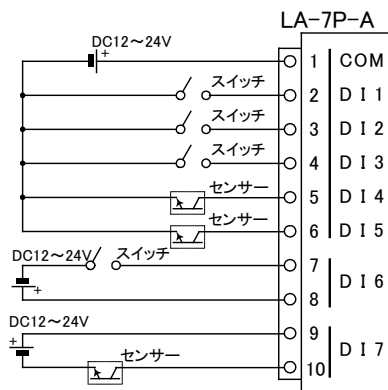 LA-7P-A
DC12～24V
+
1 COM
スイッチ
2 DI1
スイッチ
3 DI2
スイッチ
4 DI3
センサー
5 DI4
センサー
6 DI5
DC12～24V スイッチ
7
DI6
+
8
DC12～24V
9
+
DI7
センサー
10